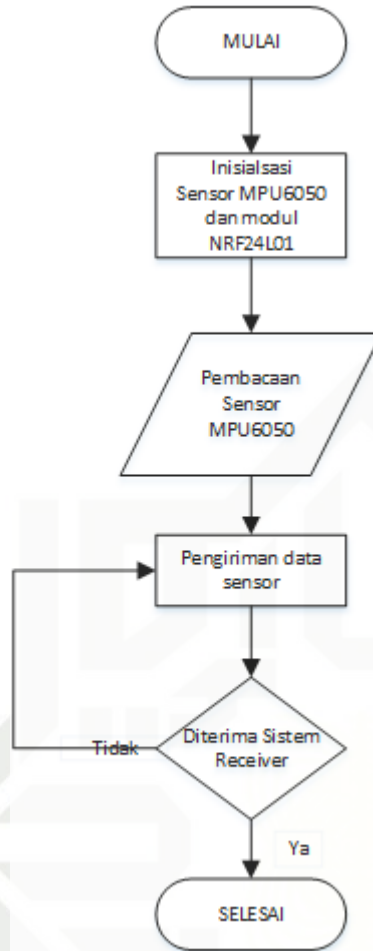 MULAI
Inisialsasi
Sensor MPU6050
dan modul
NRF24L01
Pembacaan
Sensor
MPU6050
Pengiriman data
sensor
Diterima Sistem
Receiver
Tidak
Ya
SELESAI